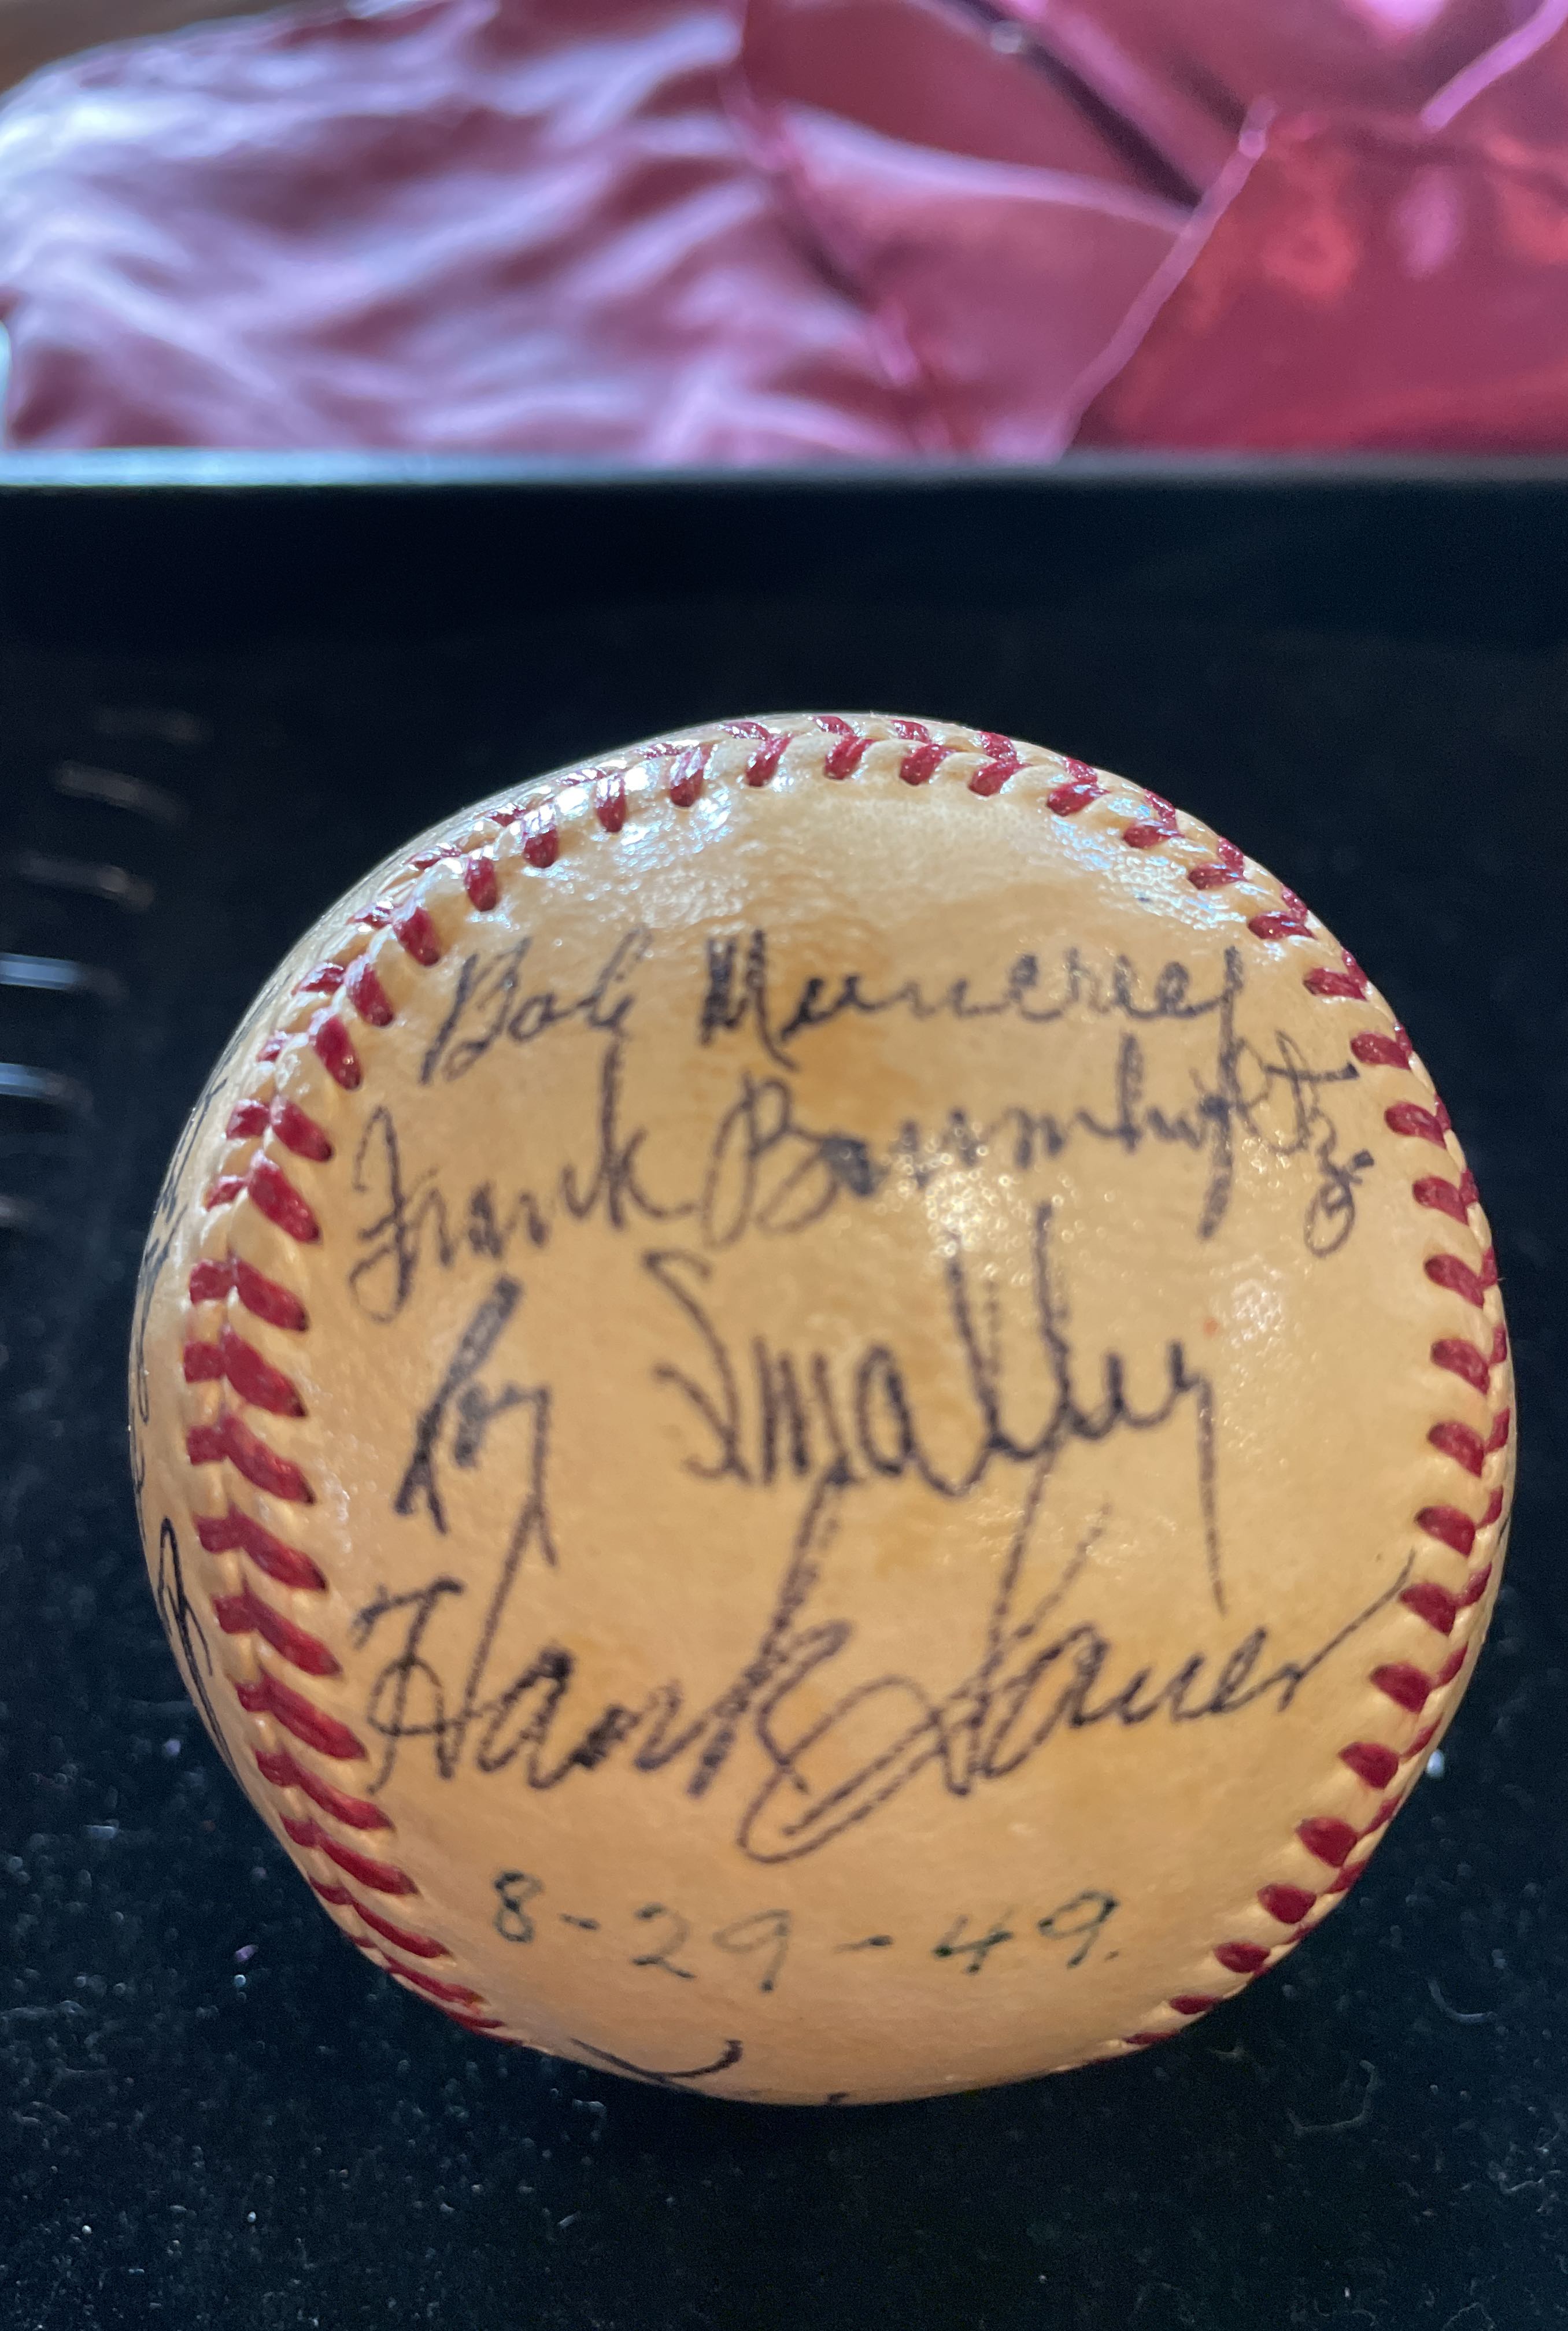 Bob Muncrief
Frank Baumholtz
Roy Smalley
Hank Sauer
8-29-49.